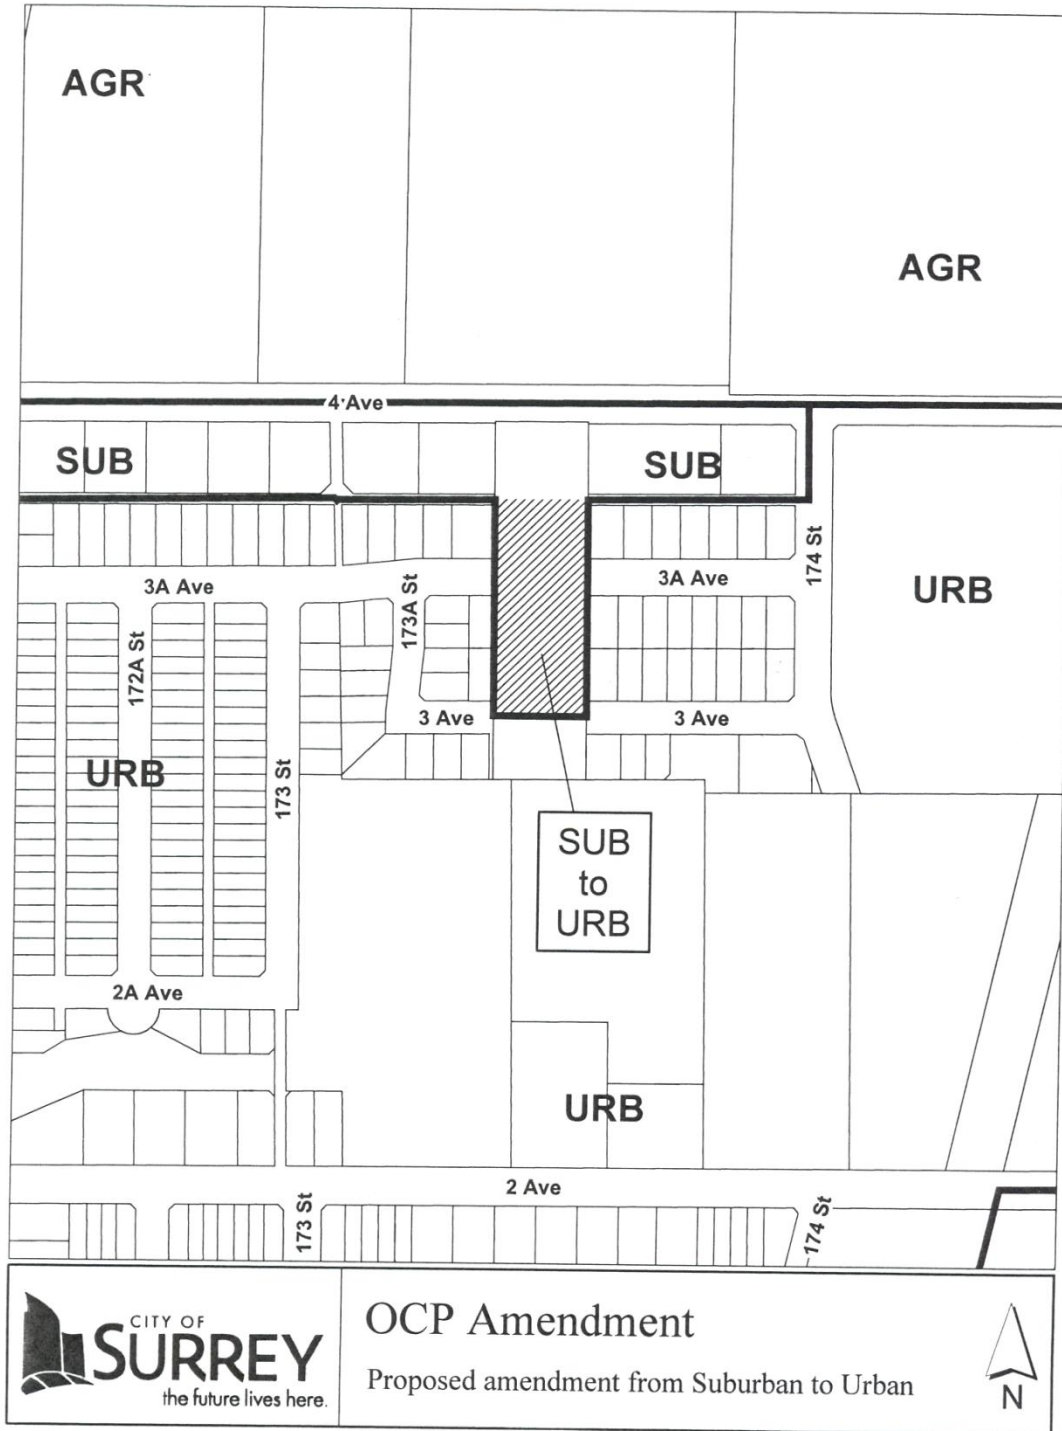 AGR
AGR
4 Ave
SUB
SUB
174 St
3A Ave
173A St
3A Ave
URB
172A St
3 Ave
3 Ave
URB
173 St
SUB
to
URB
2A Ave
URB
2 Ave
173 St
174 St
CITY OF
SURREY
the future lives here.
OCP Amendment
Proposed amendment from Suburban to Urban
N